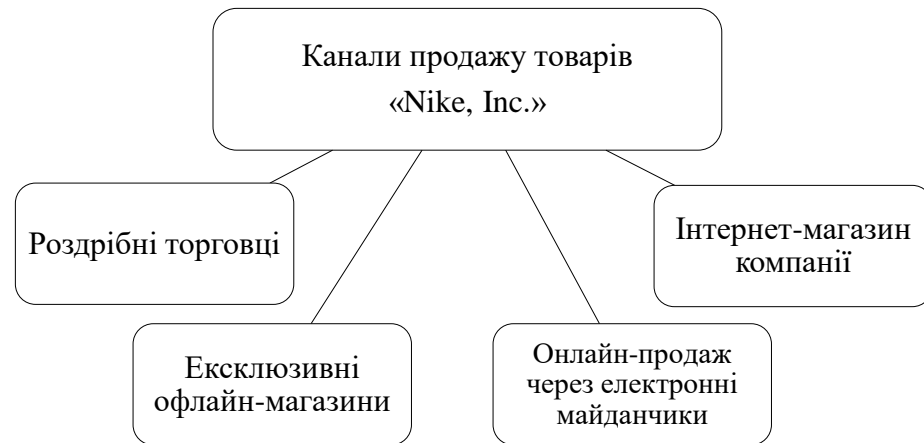 Канали продажу товарів
«Nike, Inc.»
Роздрібні торговці
Інтернет-магазин
компанії
Ексклюзивні
офлайн-магазини
Онлайн-продаж
через електронні
майданчики